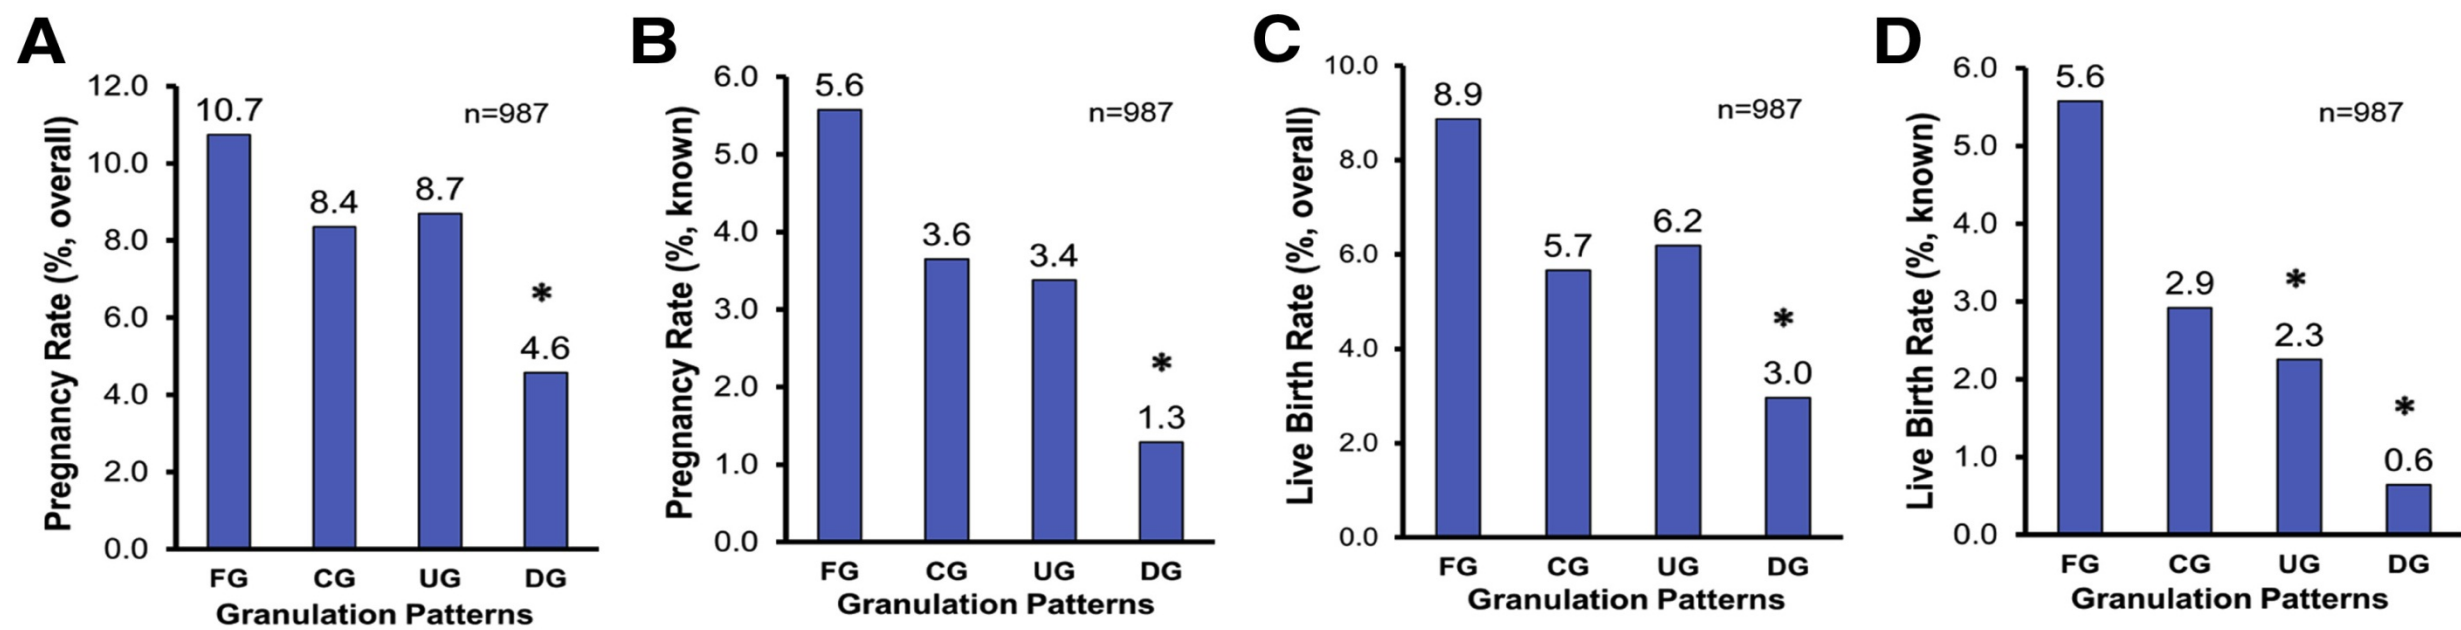 A
Pregnancy Rate (%, overall)
12.0
10.0
8.0
6.0
4.0
2.0
0.0
n=987
10.7
8.4
8.7
*
4.6
FG CG UG DG
Granulation Patterns
B
Pregnancy Rate (%, known)
6.0
5.0
4.0
3.0
2.0
1.0
0.0
n=987
5.6
3.6
3.4
*
1.3
FG CG UG DG
Granulation Patterns
C
Live Birth Rate (%, overall)
10.0
8.0
6.0
4.0
2.0
0.0
n=987
8.9
5.7
6.2
*
3.0
FG CG UG DG
Granulation Patterns
D
Live Birth Rate (%, known)
6.0
5.0
4.0
3.0
2.0
1.0
0.0
n=987
5.6
2.9
*
2.3
*
0.6
FG CG UG DG
Granulation Patterns